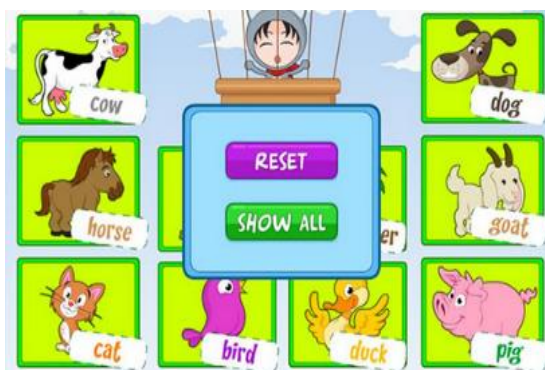 cow
dog
RESET
horse
SHOW ALL
er
goat
cat
bird
duck
pig